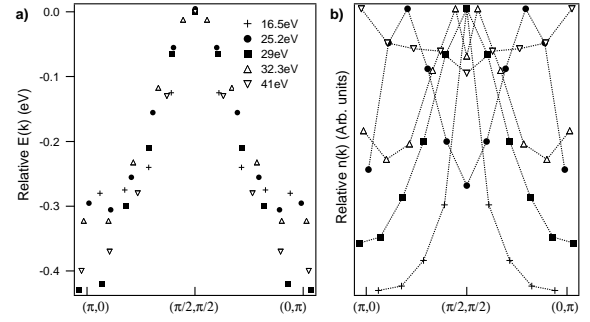 a)
Relative E(k) (eV)
0.0
-0.1
-0.2
-0.3
-0.4
16.5eV
25.2eV
29eV
32.3eV
41eV
(π,0)
(π/2,π/2)
(0,π)
b)
Relative n(k) (Arb. units)
(π,0)
(π/2,π/2)
(0,π)